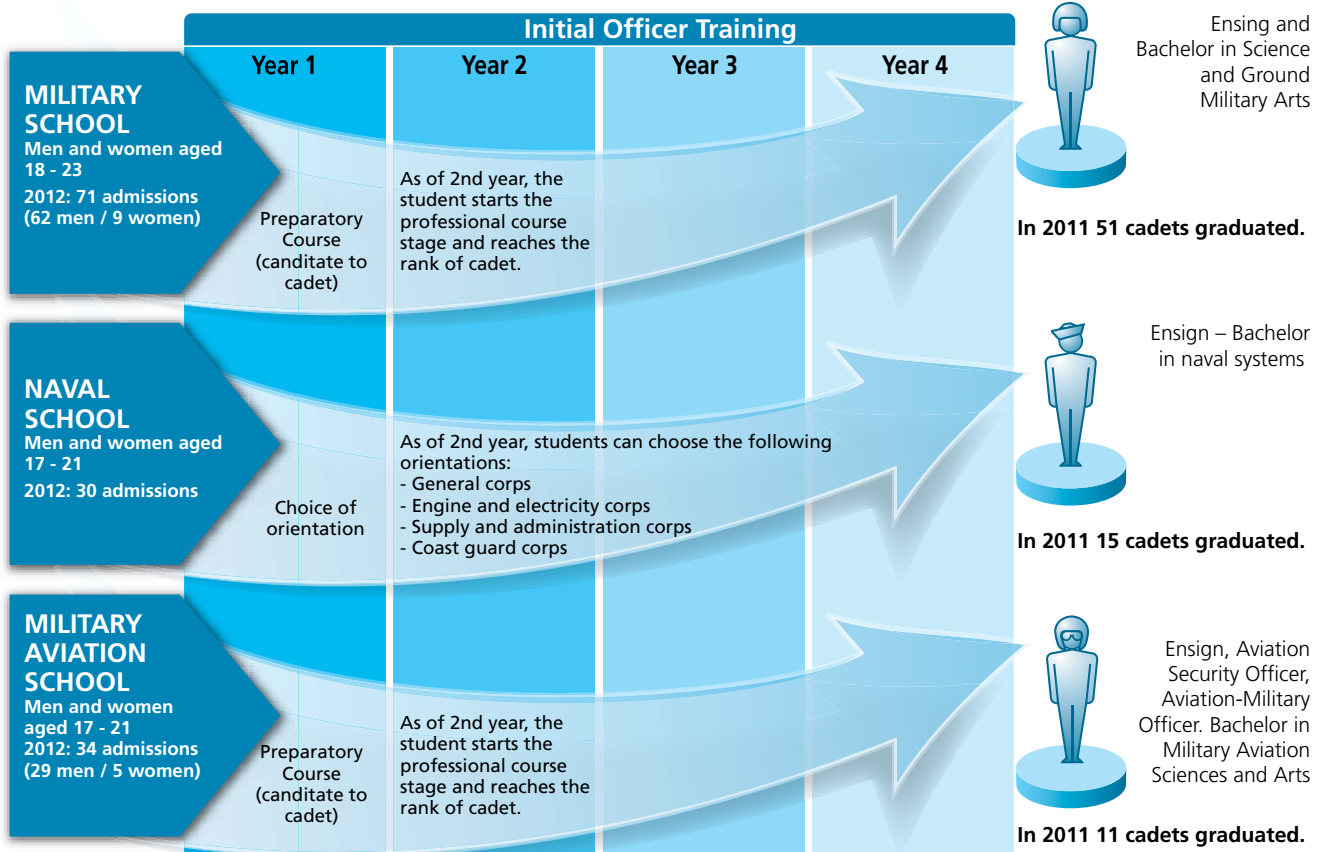 Initial Officer Training
Year 1
Year 2
Year 3
Year 4
MILITARY
SCHOOL
Men and women aged
18 - 23
2012: 71 admissions
(62 men / 9 women)
Preparatory
Course
(canditate to
cadet)
As of 2nd year, the
student starts the
professional course
stage and reaches the
rank of cadet.
Ensing and
Bachelor in Science
and Ground
Military Arts
In 2011 51 cadets graduated.
NAVAL
SCHOOL
Men and women aged
17 - 21
2012: 30 admissions
Choice of
orientation
As of 2nd year, students can choose the following
orientations:
- General corps
- Engine and electricity corps
- Supply and administration corps
- Coast guard corps
Ensign – Bachelor
in naval systems
In 2011 15 cadets graduated.
MILITARY
AVIATION
SCHOOL
Men and women
aged 17 - 21
2012: 34 admissions
(29 men / 5 women)
Preparatory
Course
(canditate to
cadet)
As of 2nd year, the
student starts the
professional course
stage and reaches the
rank of cadet.
Ensign, Aviation
Security Officer,
Aviation-Military
Officer. Bachelor in
Military Aviation
Sciences and Arts
In 2011 11 cadets graduated.